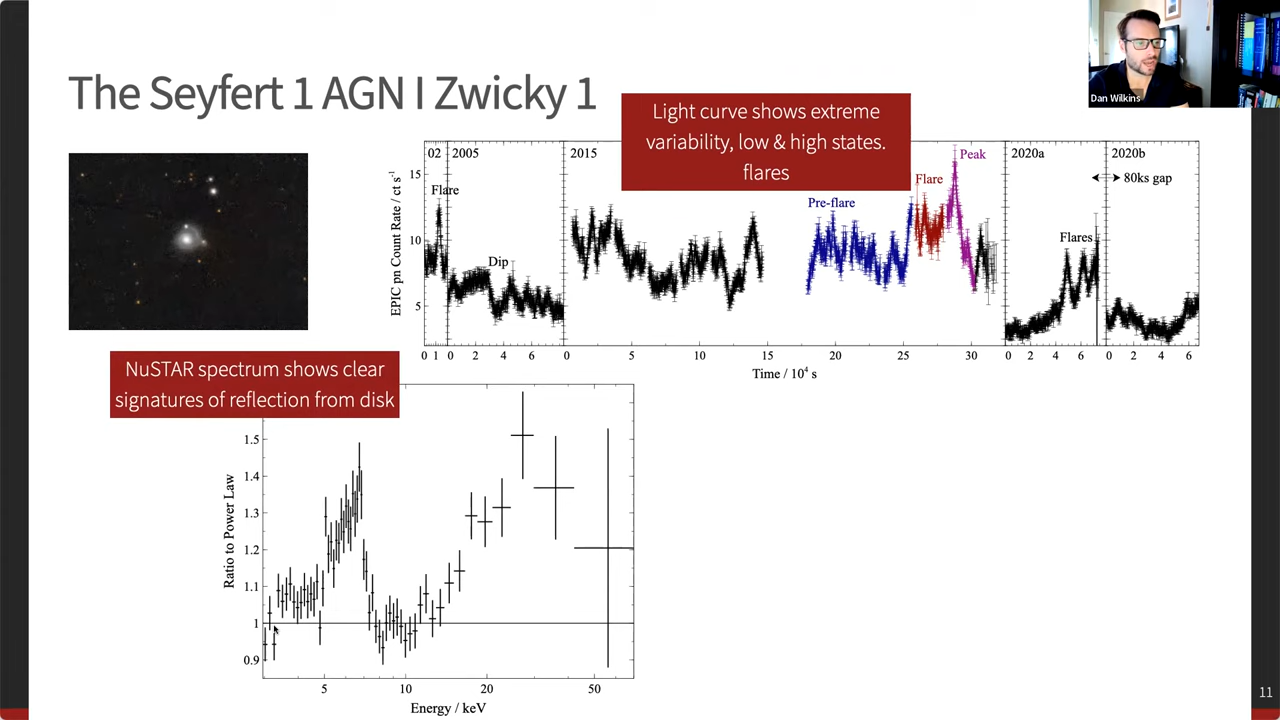 The Seyfert 1 AGN I Zwicky 1
Dan Wilkins
Light curve shows extreme
variability, low & high states.
flares
02
2005
2015
2020a
2020b
Flare
Dip
Pre-flare
Flare
Peak
Flares
80ks gap
EPIC pn Count Rate / ct s⁻¹
15
10
5
0 1 0 2 4 6 0 5 10 15 20 25 30 0 2 4 6 0 2 4 6
Time / 10⁴ s
NuSTAR spectrum shows clear
signatures of reflection from disk
Ratio to Power Law
1.5
1.4
1.3
1.2
1.1
1
0.9
5 10 20 50
Energy / keV
11